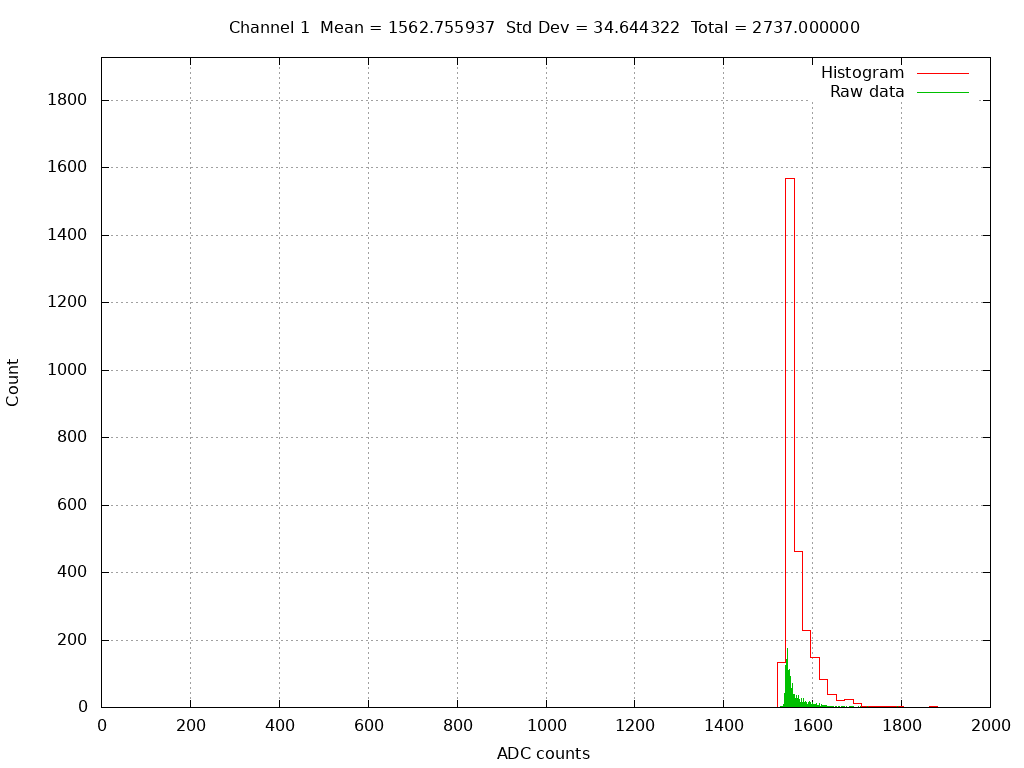 Channel 1  Mean = 1562.755937  Std Dev = 34.644322  Total = 2737.000000
Histogram
Raw data
1800
1600
1400
1200
1000
800
600
400
200
0
Count
0 200 400 600 800 1000 1200 1400 1600 1800 2000
ADC counts